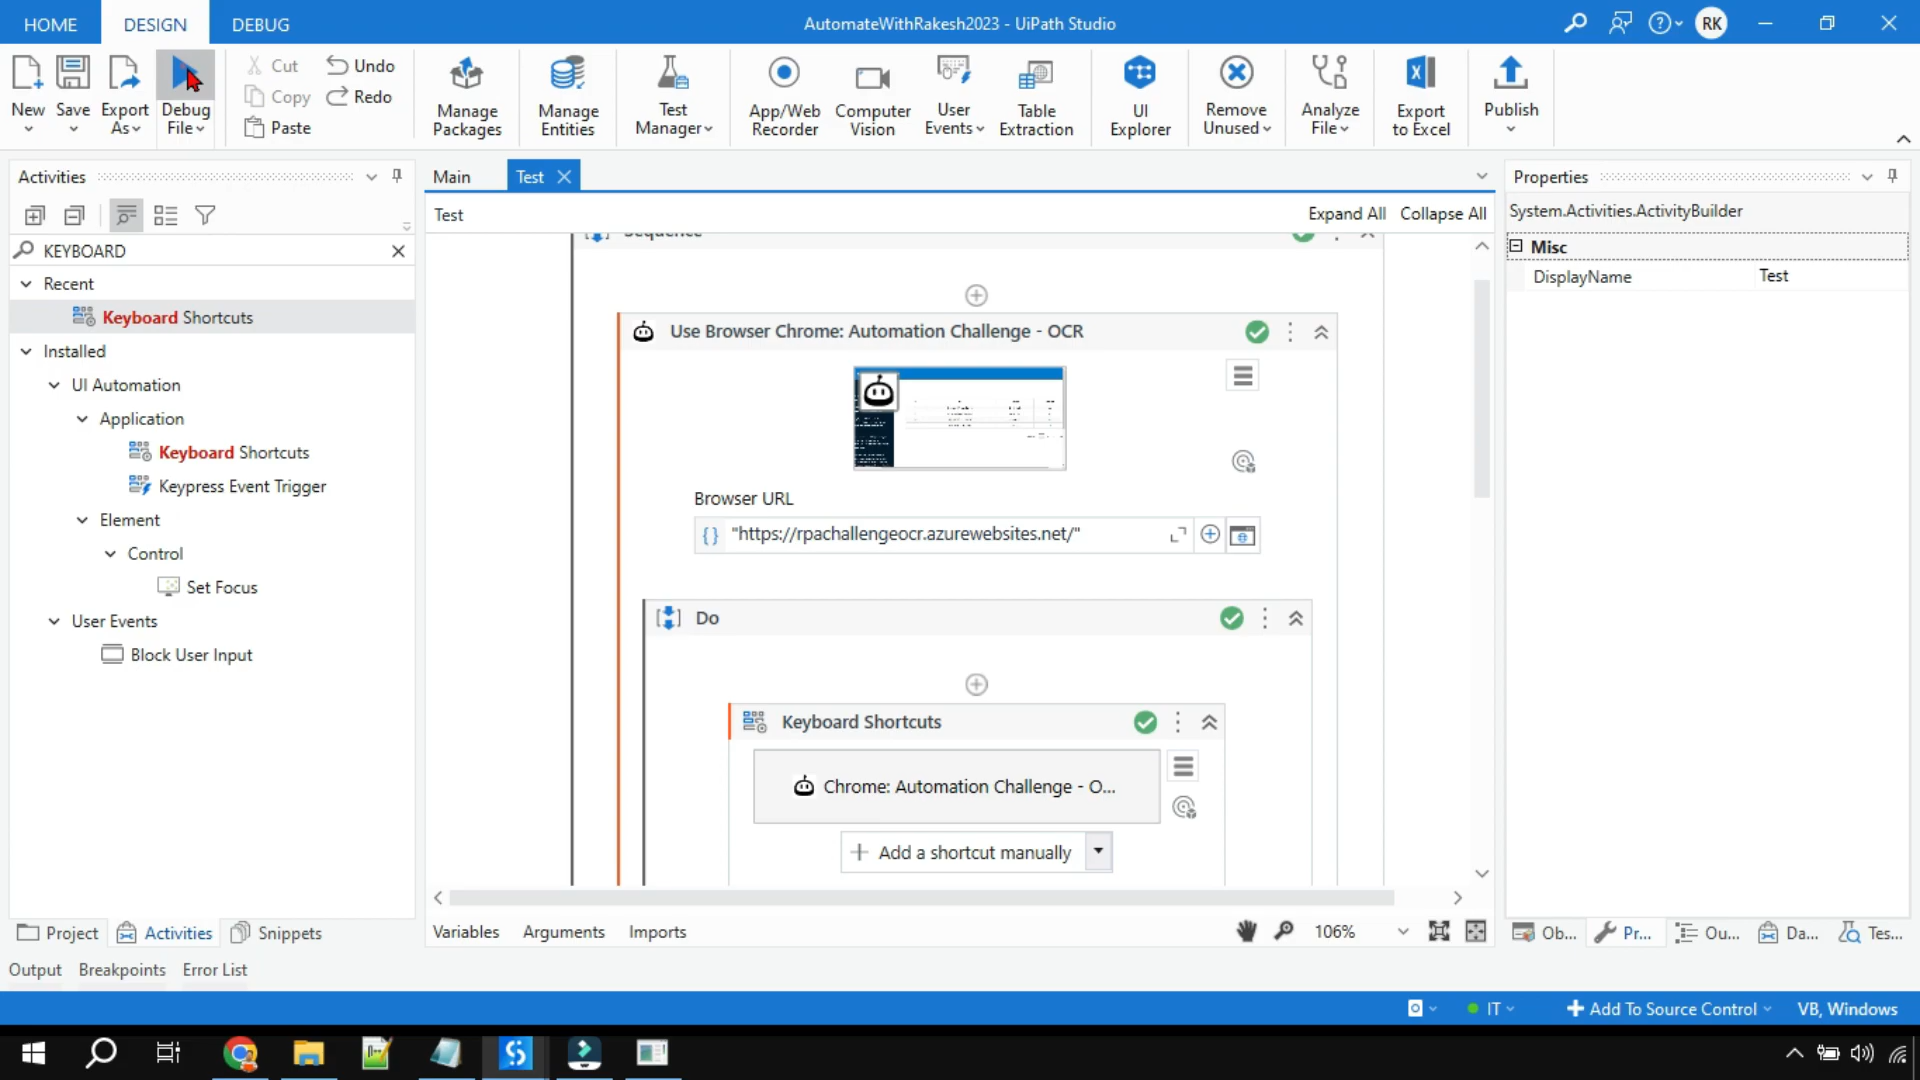 HOME DESIGN DEBUG AutomateWithRakesh2023 - UiPath Studio RK
New Save Export As Debug File Cut Copy Paste Undo Redo Manage Packages Manage Entities Test Manager App/Web Recorder Computer Vision User Events Table Extraction UI Explorer Remove Unused Analyze File Export to Excel Publish
Activities
KEYBOARD
Recent
Keyboard Shortcuts
Installed
UI Automation
Application
Keyboard Shortcuts
Keypress Event Trigger
Element
Control
Set Focus
User Events
Block User Input
Project Activities Snippets
Main Test
Test Expand All Collapse All
Sequence
Use Browser Chrome: Automation Challenge - OCR
Browser URL
"https://rpachallengeocr.azurewebsites.net/"
Do
Keyboard Shortcuts
Chrome: Automation Challenge - O...
Add a shortcut manually
Variables Arguments Imports 106%
Properties
System.Activities.ActivityBuilder
Misc
DisplayName Test
Ob... Pr... Ou... Da... Tes...
Output Breakpoints Error List
IT Add To Source Control VB, Windows